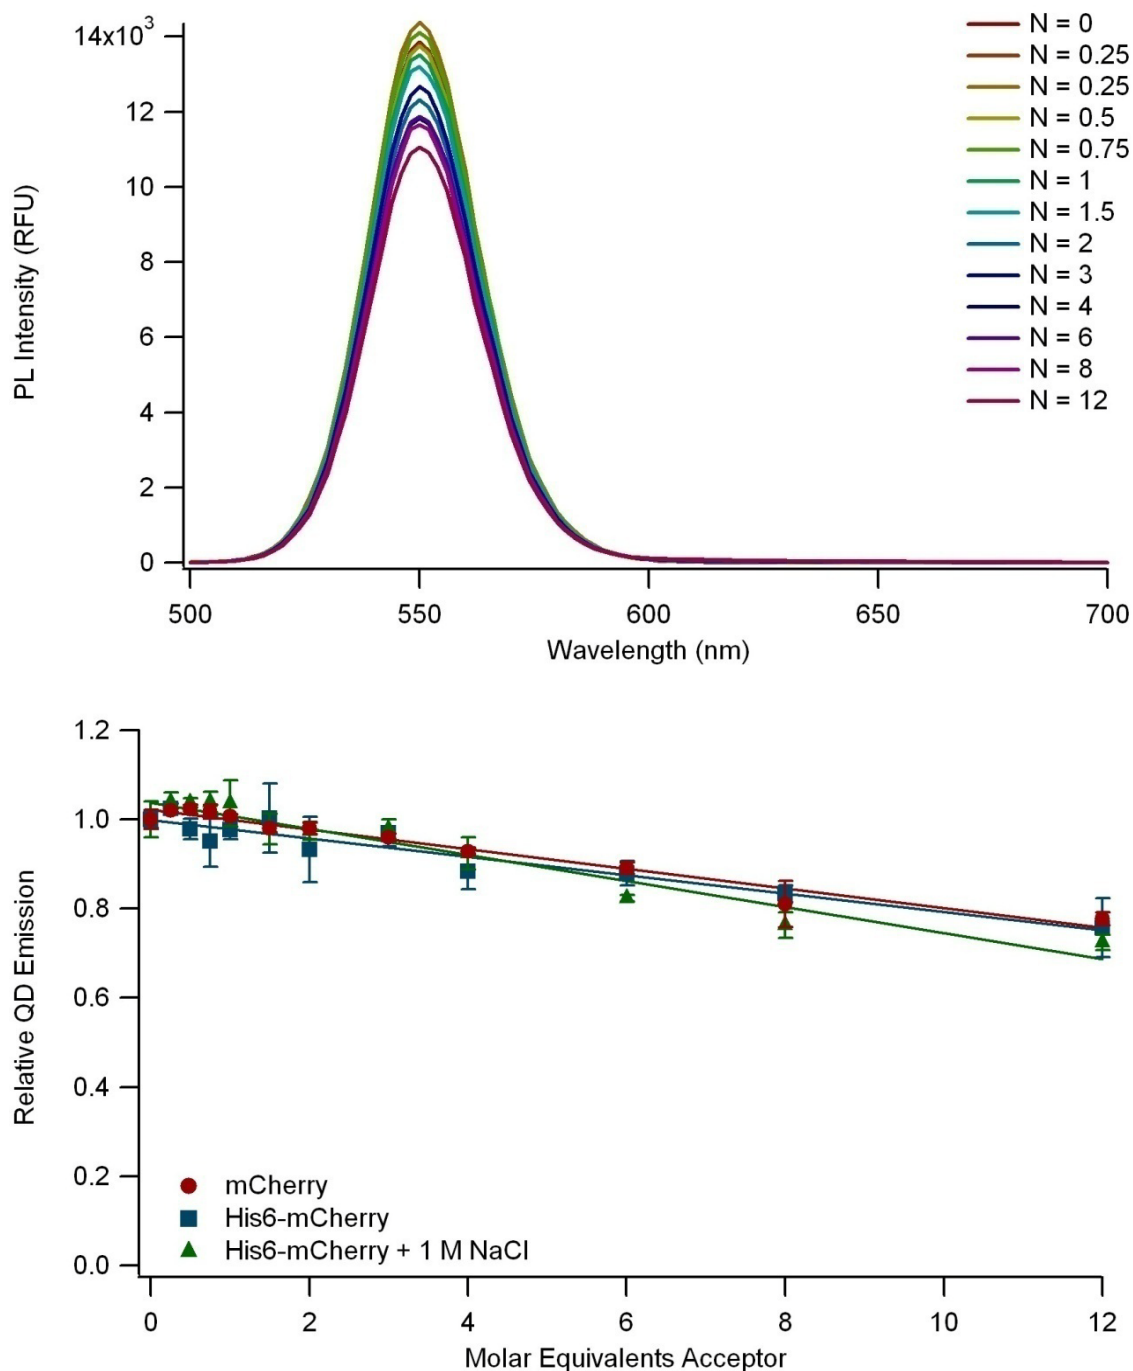 14x10³
12
10
8
6
4
2
0
PL Intensity (RFU)
500 550 600 650 700
Wavelength (nm)
N = 0
N = 0.25
N = 0.25
N = 0.5
N = 0.75
N = 1
N = 1.5
N = 2
N = 3
N = 4
N = 6
N = 8
N = 12
1.2
1.0
0.8
0.6
0.4
0.2
0.0
Relative QD Emission
mCherry
His6-mCherry
His6-mCherry + 1 M NaCl
0 2 4 6 8 10 12
Molar Equivalents Acceptor